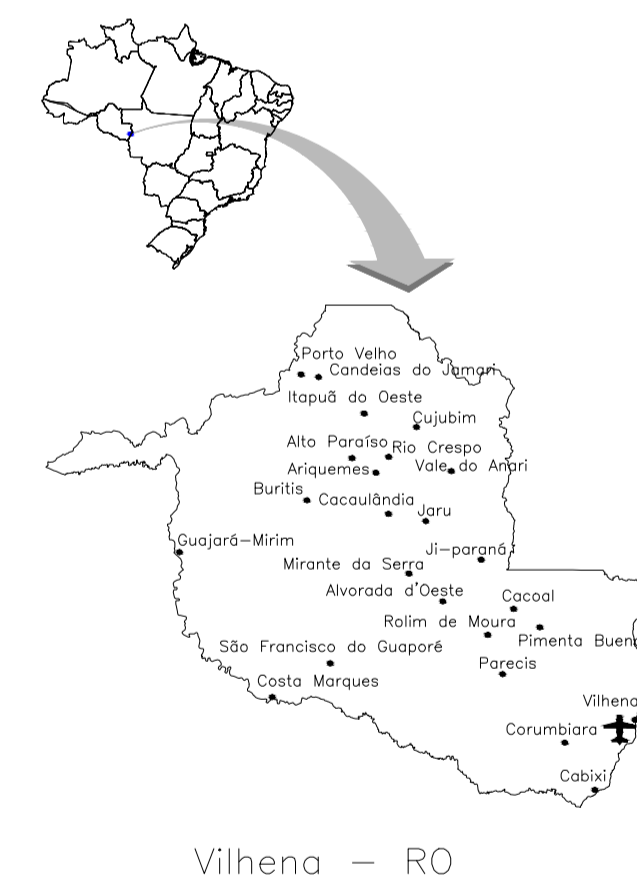 Porto Velho
Candeias do Jamari
Itapuã do Oeste
Cujubim
Alto Paraíso
Rio Crespo
Ariquemes
Vale do Anari
Buritis
Cacaulândia
Jaru
Guajará-Mirim
Ji-paraná
Mirante da Serra
Alvorada d'Oeste
Cacoal
Rolim de Moura
Pimenta Buen
São Francisco do Guaporé
Parecis
Costa Marques
Vilhena
Corumbiara
Cabixi
Vilhena - RO